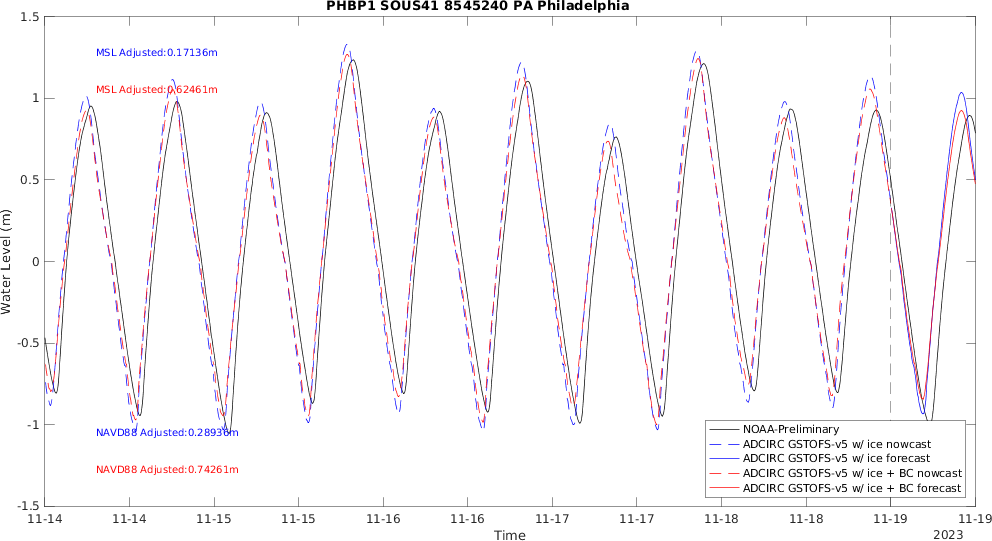 PHBP1 SOUS41 8545240 PA Philadelphia
1.5
1
0.5
0
-0.5
-1
-1.5
Water Level (m)
MSL Adjusted:0.17136m
MSL Adjusted:0.62461m
NAVD88 Adjusted:0.28936m
NAVD88 Adjusted:0.74261m
NOAA-Preliminary
ADCIRC GSTOFS-v5 w/ ice nowcast
ADCIRC GSTOFS-v5 w/ ice forecast
ADCIRC GSTOFS-v5 w/ ice + BC nowcast
ADCIRC GSTOFS-v5 w/ ice + BC forecast
11-14 11-14 11-15 11-15 11-16 11-16 11-17 11-17 11-18 11-18 11-19 11-19
Time
2023